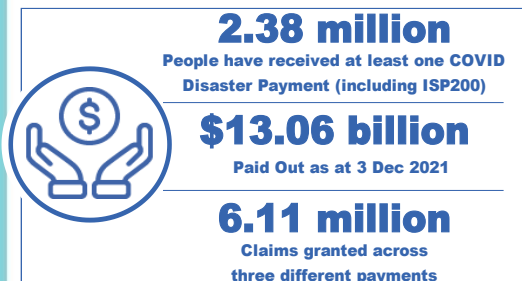 2.38 million
People have received at least one COVID
Disaster Payment (including ISP200)
$13.06 billion
Paid Out as at 3 Dec 2021
6.11 million
Claims granted across
three different payments